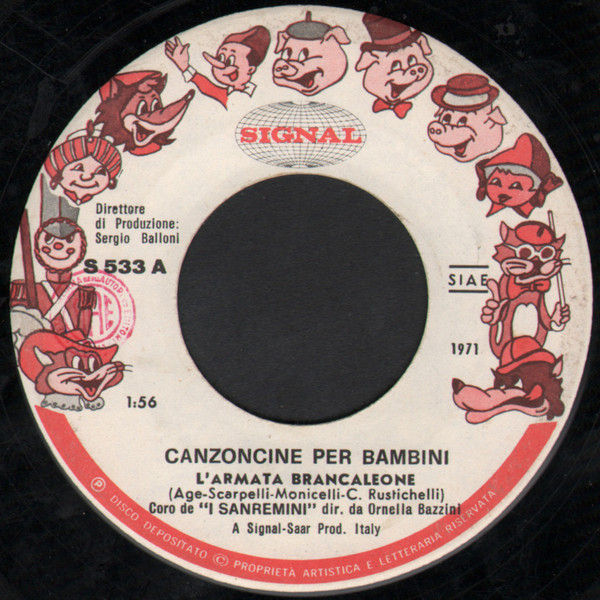 SIGNAL
Direttore
di Produzione:
Sergio Balloni
S 533 A
SIAE
1971
1:56
CANZONCINE PER BAMBINI
L'ARMATA BRANCALEONE
(Age-Scarpelli-Monicelli-C. Rustichelli)
Coro de "I SANREMINI" dir. da Ornella Bazzini
A Signal-Saar Prod. Italy
Ⓟ DISCO DEPOSITATO © PROPRIETÀ ARTISTICA E LETTERARIA RISERVATA